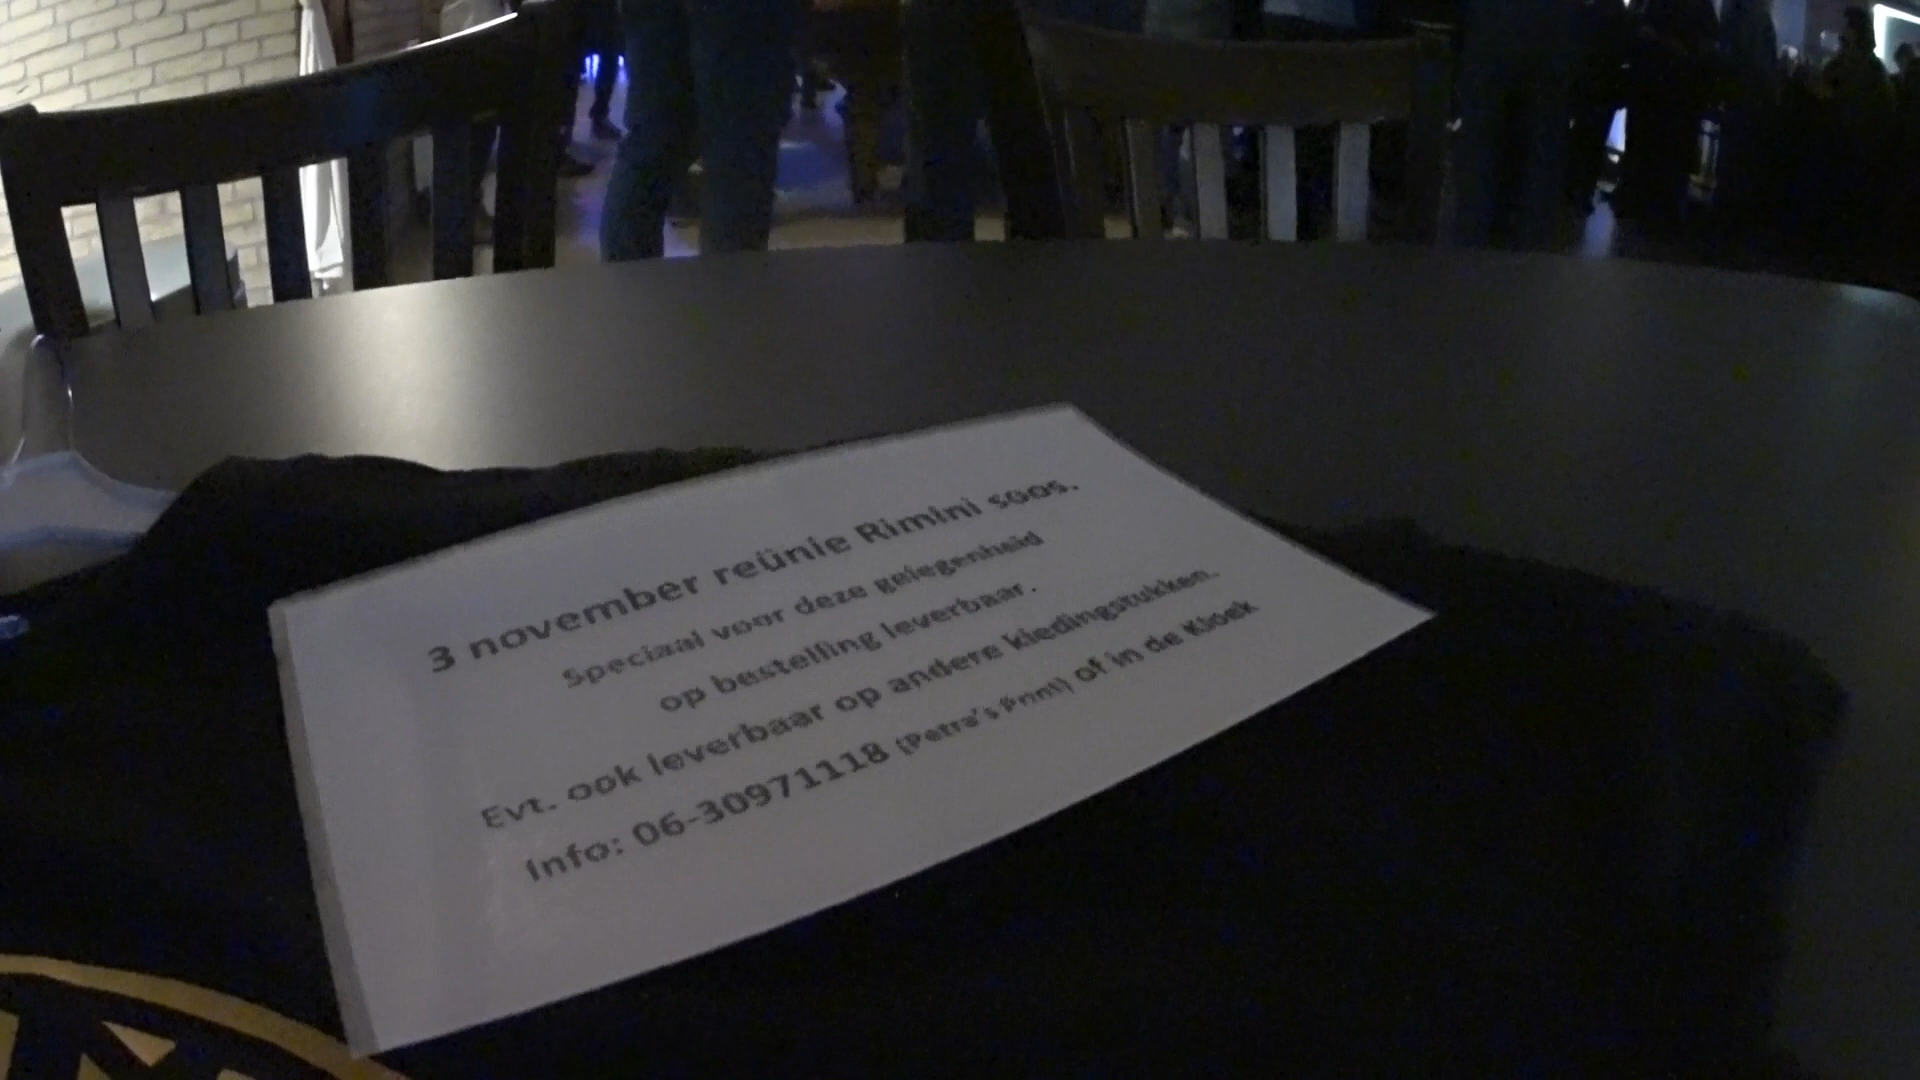 3 november reünie Rimini soos.
Speciaal voor deze gelegenheid
op bestelling leverbaar.
Evt. ook leverbaar op andere kledingstukken.
Info: 06-30971118 (Petra's Print) of in de Kloek